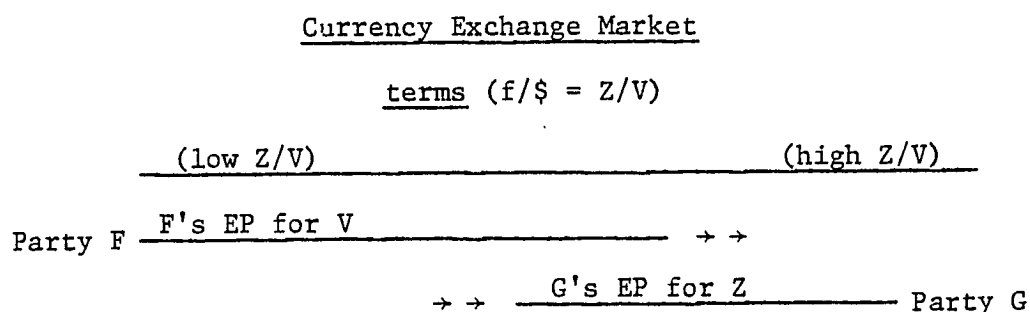 Currency Exchange Market
terms (f/$ = Z/V)
(low Z/V) (high Z/V)
Party F F's EP for V → →
→ → G's EP for Z Party G